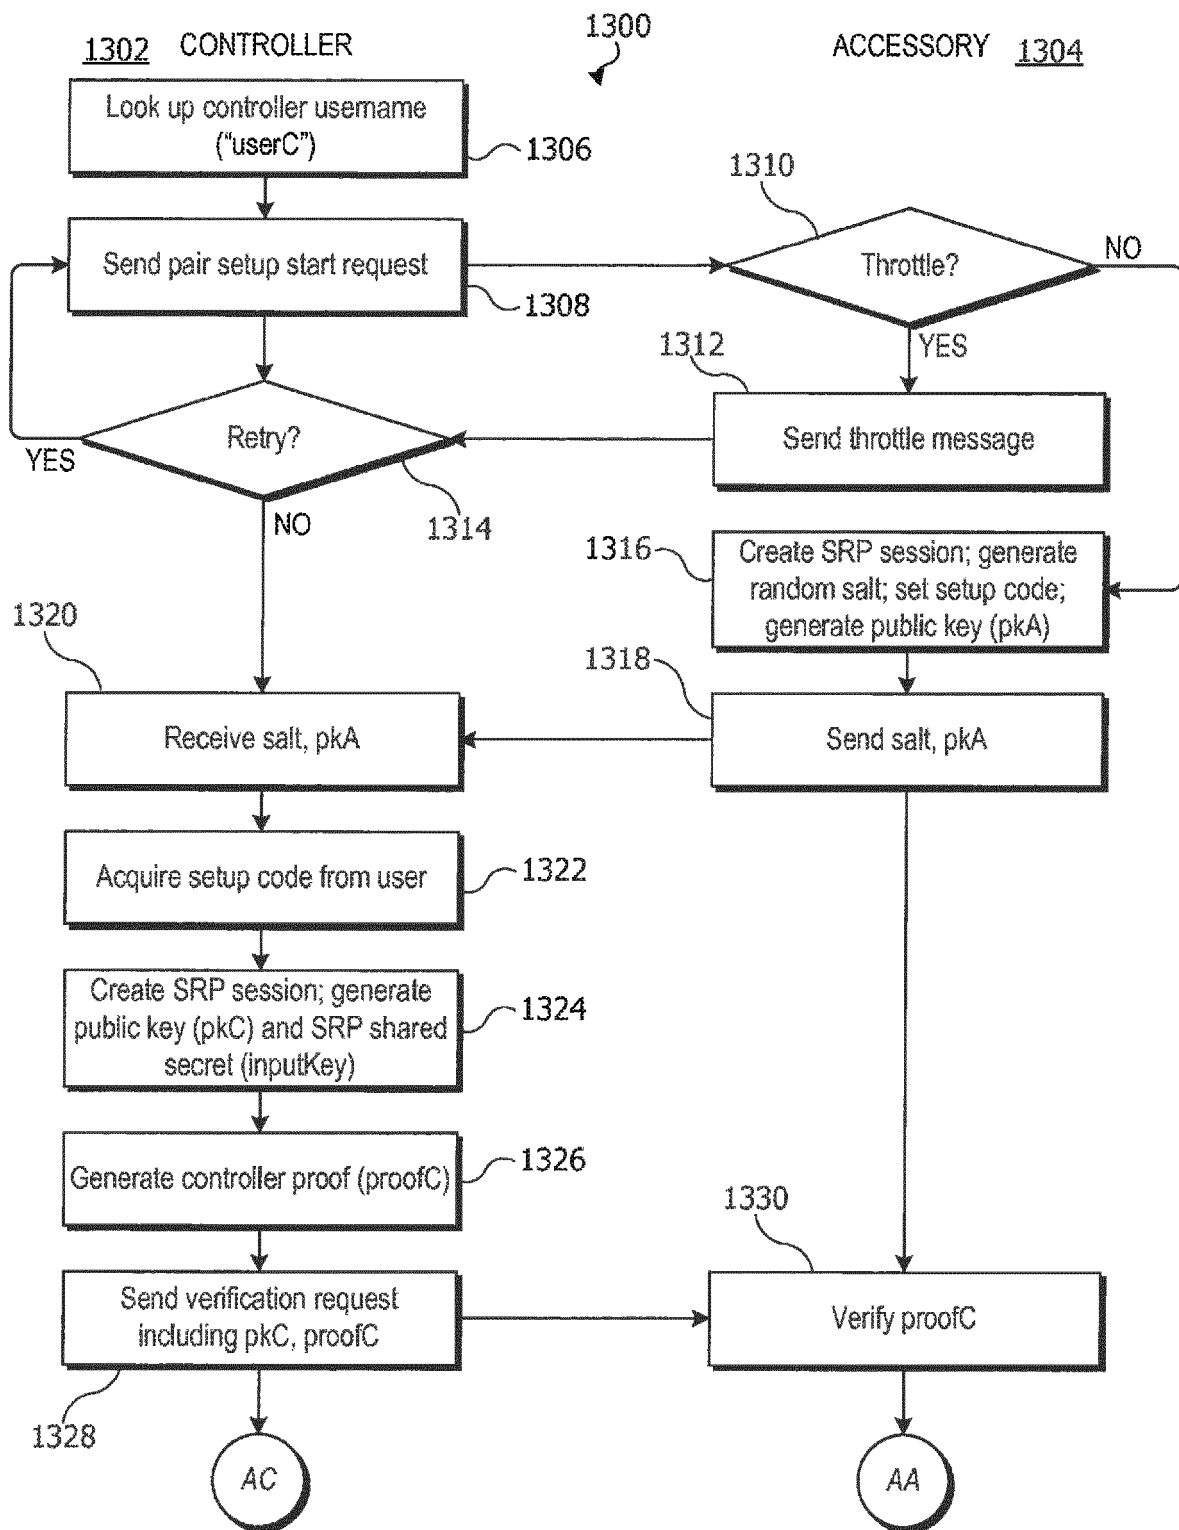 1300
1302 CONTROLLER
ACCESSORY 1304
Look up controller username
("userC")
1306
1310
Send pair setup start request
1308
Throttle?
NO
YES
1312
Send throttle message
Retry?
YES
1314
NO
1316
Create SRP session; generate
random salt; set setup code;
generate public key (pkA)
1318
Send salt, pkA
1320
Receive salt, pkA
Acquire setup code from user
1322
Create SRP session; generate
public key (pkC) and SRP shared
secret (inputKey)
1324
Generate controller proof (proofC)
1326
1330
Send verification request
including pkC, proofC
1328
Verify proofC
AC
AA